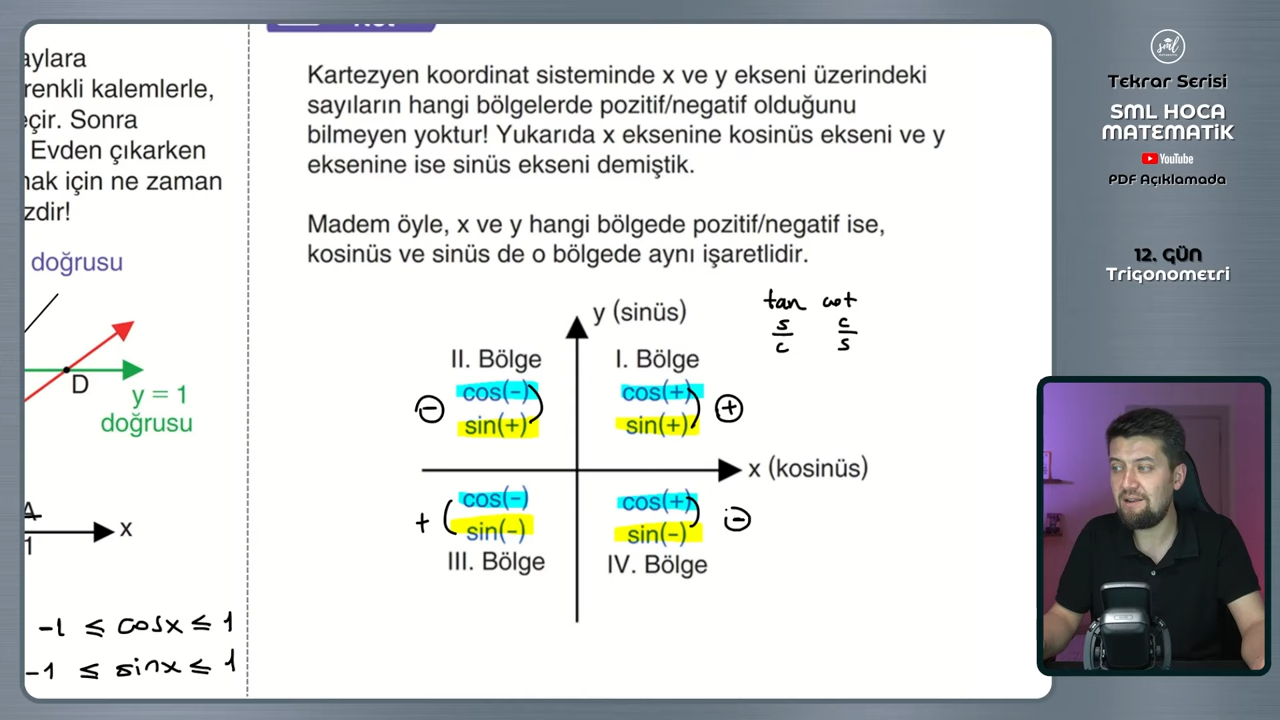 aylara
renkli kalemlerle,
eçir. Sonra
Evden çıkarken
nak için ne zaman
zdir!
doğrusu
D
y = 1
doğrusu
A
x
1
-1 ≤ cosx ≤ 1
-1 ≤ sinx ≤ 1
Not
Kartezyen koordinat sisteminde x ve y ekseni üzerindeki
sayıların hangi bölgelerde pozitif/negatif olduğunu
bilmeyen yoktur! Yukarıda x eksenine kosinüs ekseni ve y
eksenine ise sinüs ekseni demiştik.
Madem öyle, x ve y hangi bölgede pozitif/negatif ise,
kosinüs ve sinüs de o bölgede aynı işaretlidir.
tan cot
s/c c/s
y (sinüs)
II. Bölge I. Bölge
cos(–) cos(+)
- +
sin(+) sin(+)
x (kosinüs)
cos(–) cos(+)
+ -
sin(–) sin(–)
III. Bölge IV. Bölge
sml
Tekrar Serisi
SML HOCA
MATEMATİK
YouTube
PDF Açıklamada
12. GÜN
Trigonometri